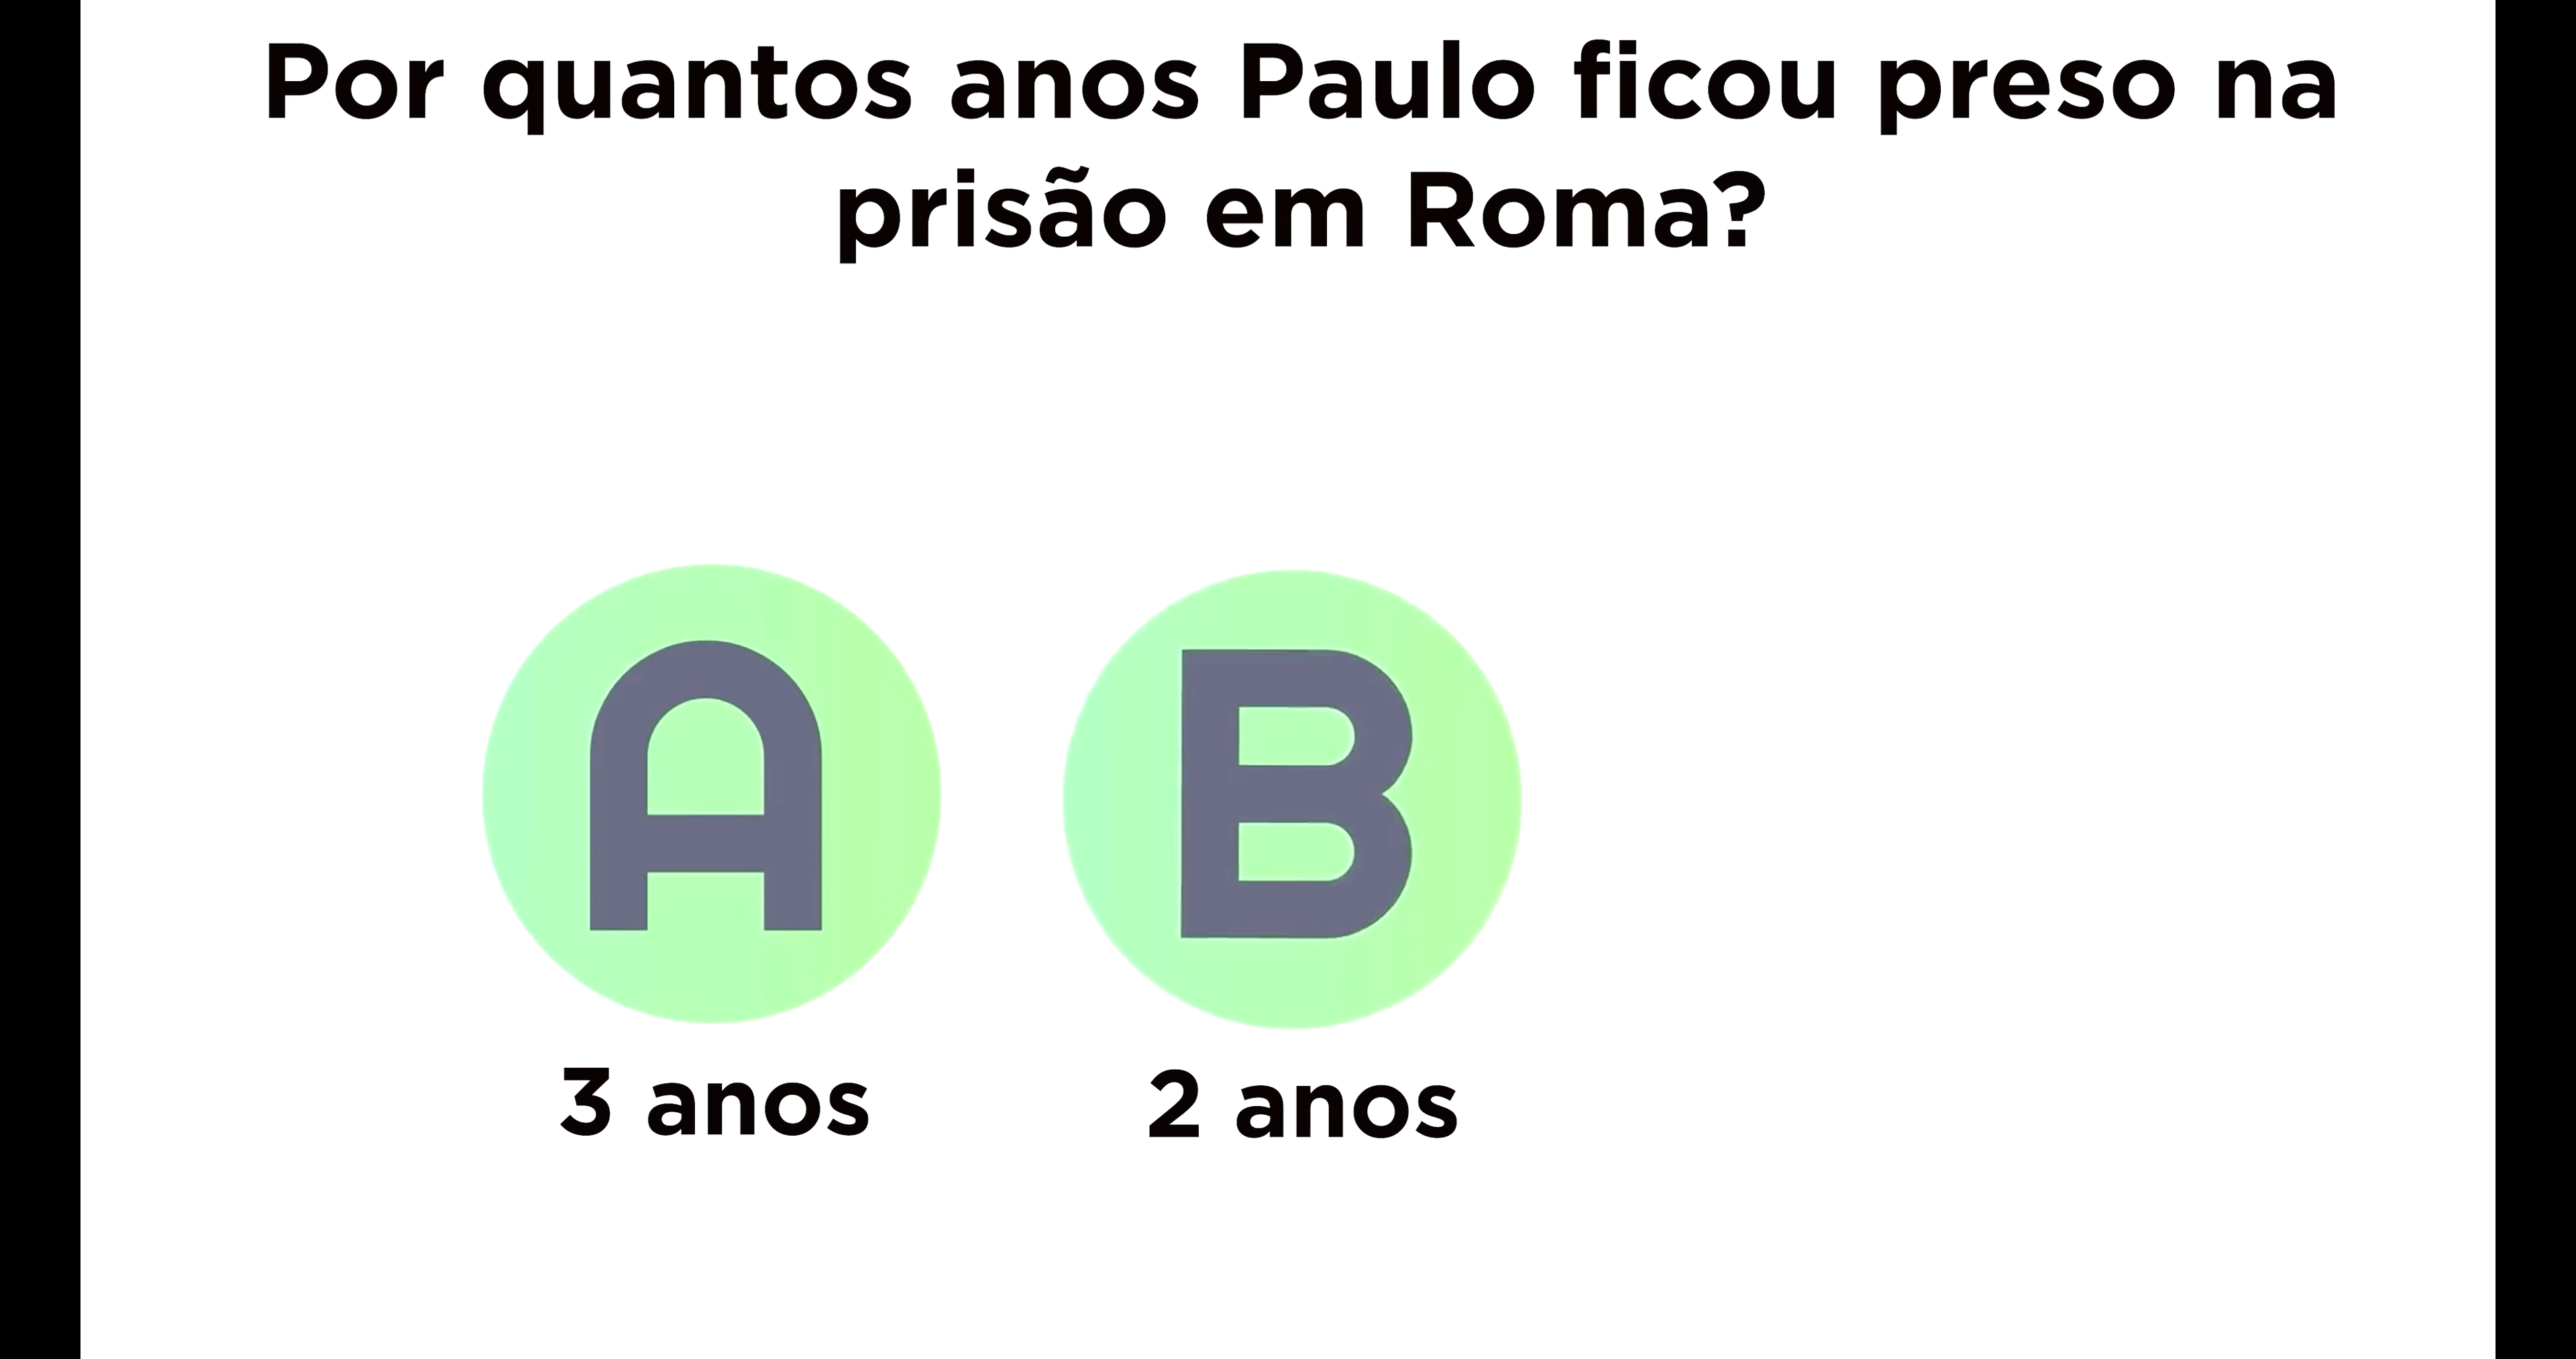 Por quantos anos Paulo ficou preso na
prisão em Roma?
A
B
3 anos
2 anos